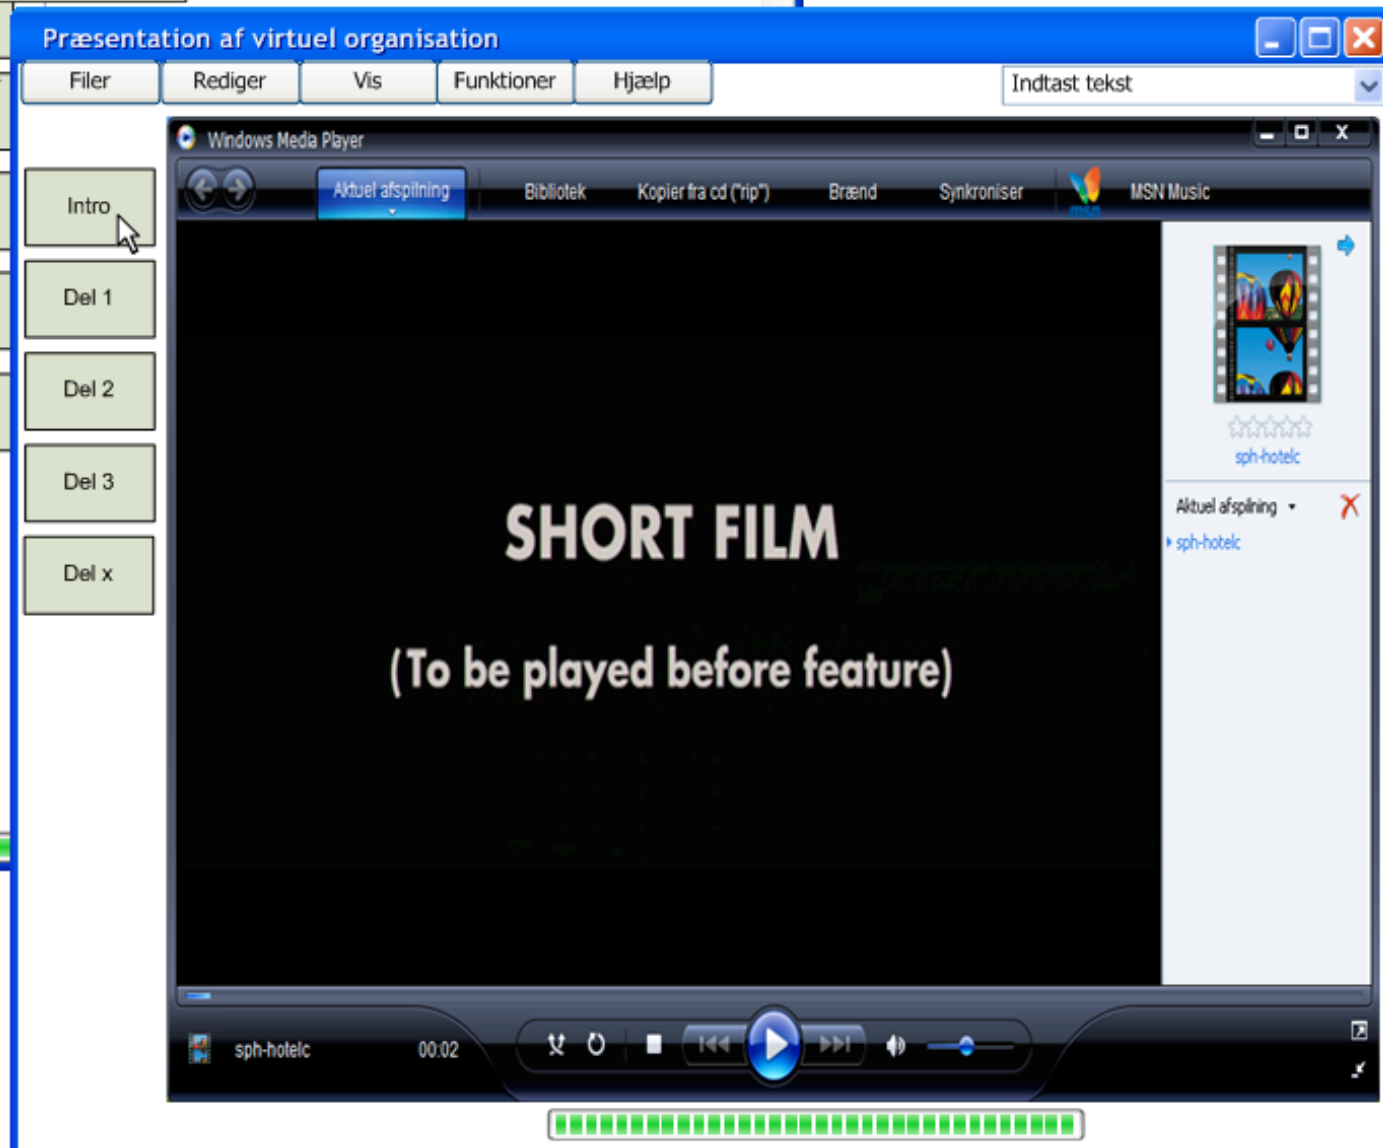 Præsentation af virtuel organisation
Filer Rediger Vis Funktioner Hjælp Indtast tekst
Windows Media Player
Aktuel afspilning Bibliotek Kopier fra cd ("rip") Brænd Synkroniser msn MSN Music
Intro
Del 1
Del 2
Del 3
Del x
SHORT FILM
(To be played before feature)
sph-hotelc
Aktuel afspilning
sph-hotelc
sph-hotelc 00:02